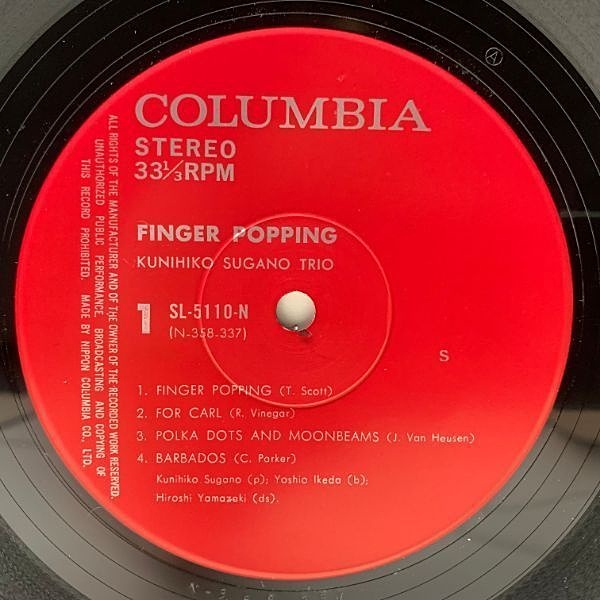 COLUMBIA
STEREO
33⅓RPM
FINGER POPPING
KUNIHIKO SUGANO TRIO
1 SL-5110-N
(N-358-337)
S
1. FINGER POPPING (T. Scott)
2. FOR CARL (R. Vinegar)
3. POLKA DOTS AND MOONBEAMS (J. Van Heusen)
4. BARBADOS (C. Parker)
Kunihiko Sugano (p); Yoshio Ikeda (b);
Hiroshi Yamazaki (ds).
ALL RIGHTS OF THE MANUFACTURER AND OF THE OWNER OF THE RECORDED WORK RESERVED.
UNAUTHORIZED PUBLIC PERFORMANCE, BROADCASTING AND COPYING OF
THIS RECORD PROHIBITED. MADE BY NIPPON COLUMBIA CO., LTD.
A